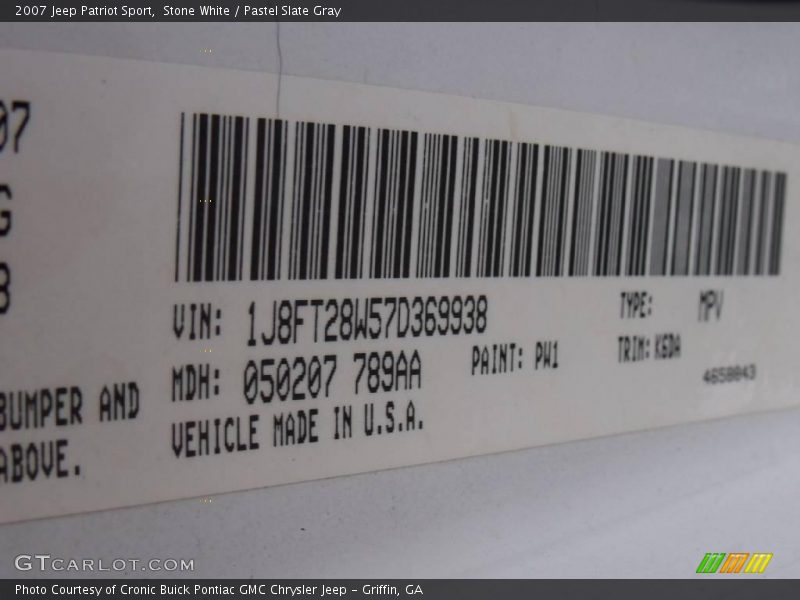 2007 Jeep Patriot Sport,  Stone White / Pastel Slate Gray
07
G
8
VIN: 1J8FT28W57D369938
TYPE: MPV
MDH: 050207 789AA
PAINT: PW1
TRIM: K6DA
4658043
BUMPER AND
VEHICLE MADE IN U.S.A.
ABOVE.
GTCARLOT.COM
Photo Courtesy of Cronic Buick Pontiac GMC Chrysler Jeep – Griffin, GA